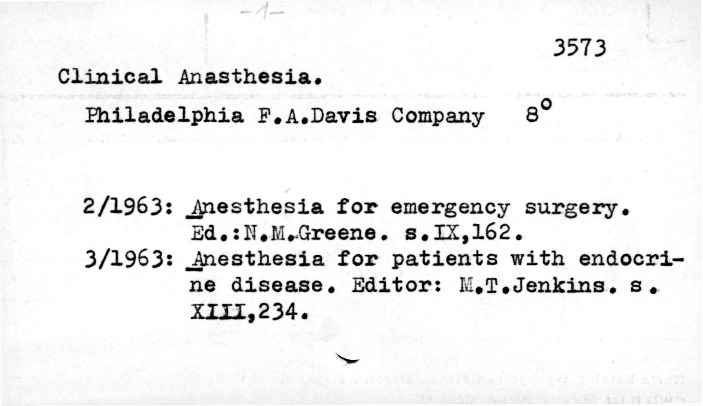 -1-
3573
Clinical Anasthesia.
Philadelphia F.A.Davis Company 8º
2/1963: Anesthesia for emergency surgery.
Ed.:N.M.Greene. s.IX,162.
3/1963: Anesthesia for patients with endocri-
ne disease. Editor: M.T.Jenkins. s.
XIII,234.